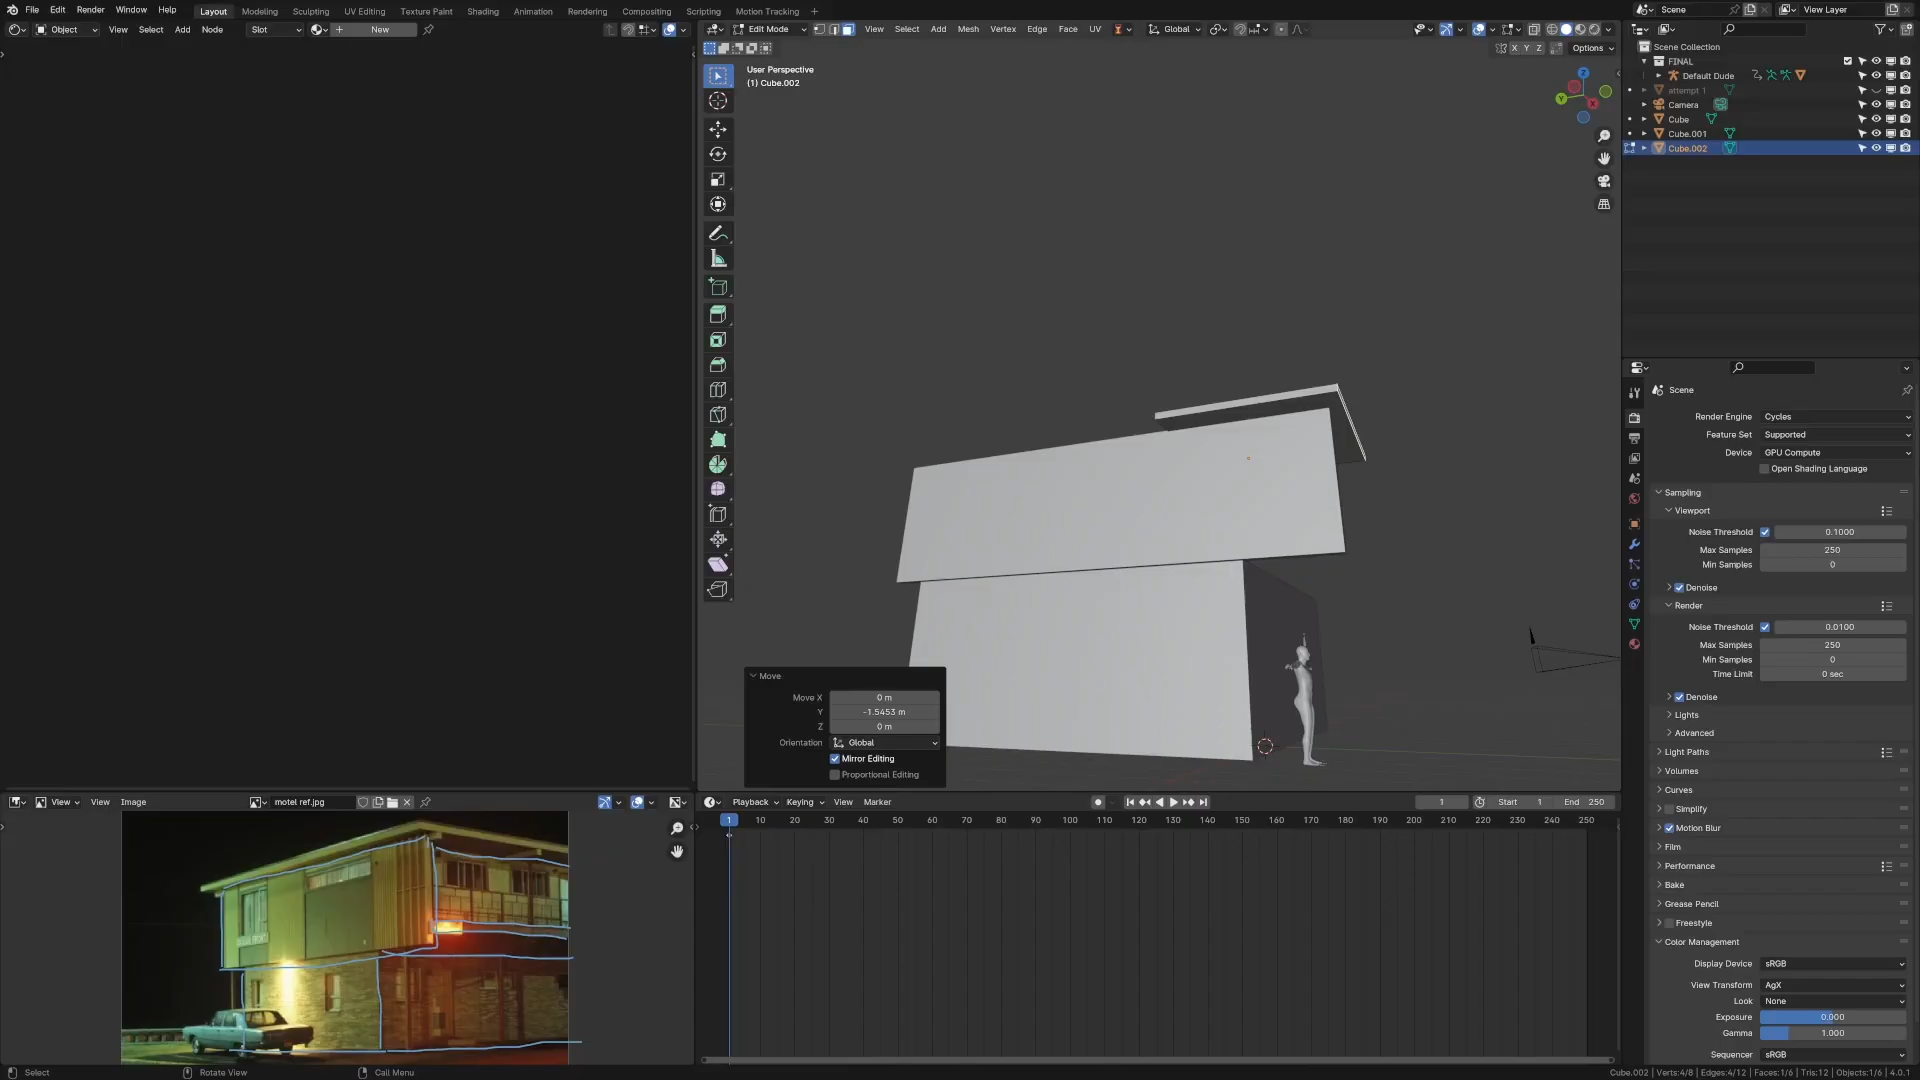 File Edit Render Window Help Layout Modeling Sculpting UV Editing Texture Paint Shading Animation Rendering Compositing Scripting Motion Tracking Scene View Layer
Object View Select Add Node Slot New
Edit Mode View Select Add Mesh Vertex Edge Face UV Global
X Y Z Options
User Perspective
(1) Cube.002
Z
Y
X
Move
Move X 0 m
Y -1.5453 m
Z 0 m
Orientation Global
Mirror Editing
Proportional Editing
Scene Collection
FINAL
Default Dude
attempt 1
Camera
Cube
Cube.001
Cube.002
Scene
Render Engine Cycles
Feature Set Supported
Device GPU Compute
Open Shading Language
Sampling
Viewport
Noise Threshold 0.1000
Max Samples 250
Min Samples 0
Denoise
Render
Noise Threshold 0.0100
Max Samples 250
Min Samples 0
Time Limit 0 sec
Denoise
Lights
Advanced
Light Paths
Volumes
Curves
Simplify
Motion Blur
Film
Performance
Bake
Grease Pencil
Freestyle
Color Management
Display Device sRGB
View Transform AgX
Look None
Exposure 0.000
Gamma 1.000
Sequencer sRGB
View View Image motel ref.jpg
Playback Keying View Marker 1 Start 1 End 250
1 10 20 30 40 50 60 70 80 90 100 110 120 130 140 150 160 170 180 190 200 210 220 230 240 250
Select Rotate View Call Menu Cube.002 | Verts:4/8 | Edges:4/12 | Faces:1/6 | Tris:12 | Objects:1/6 | 4.0.1